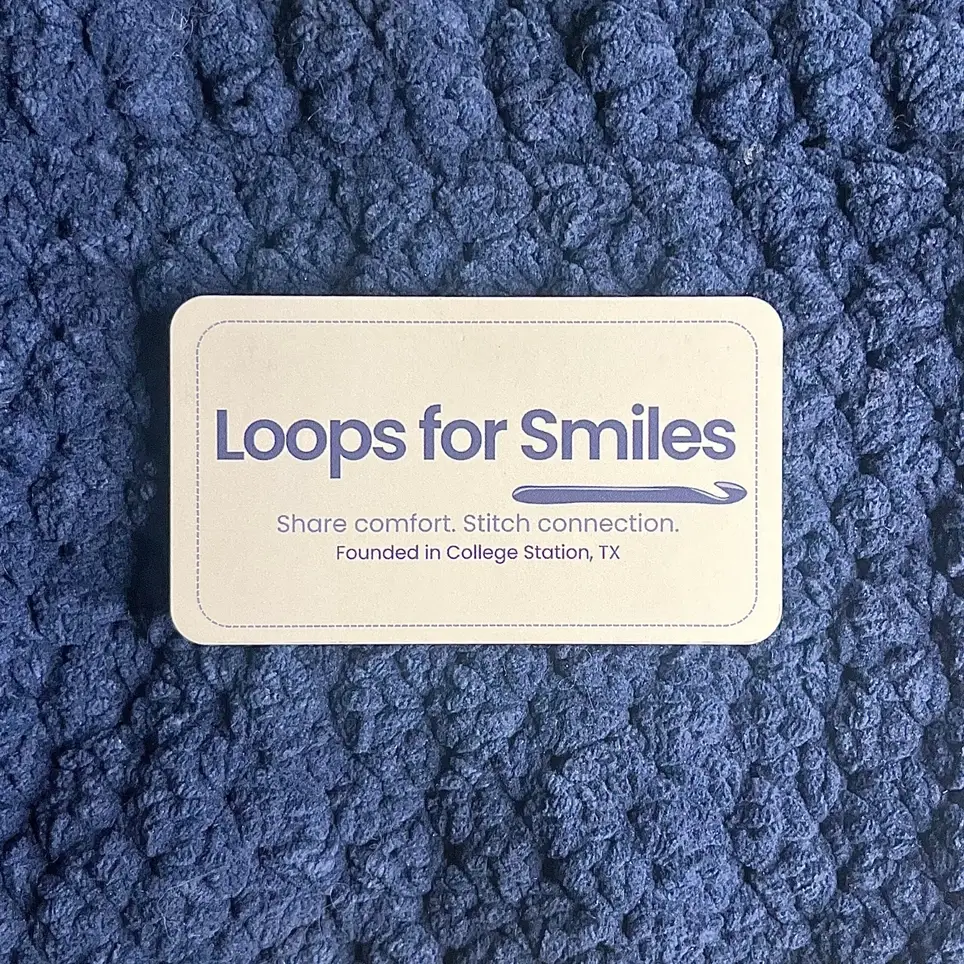 Loops for Smiles
Share comfort. Stitch connection.
Founded in College Station, TX